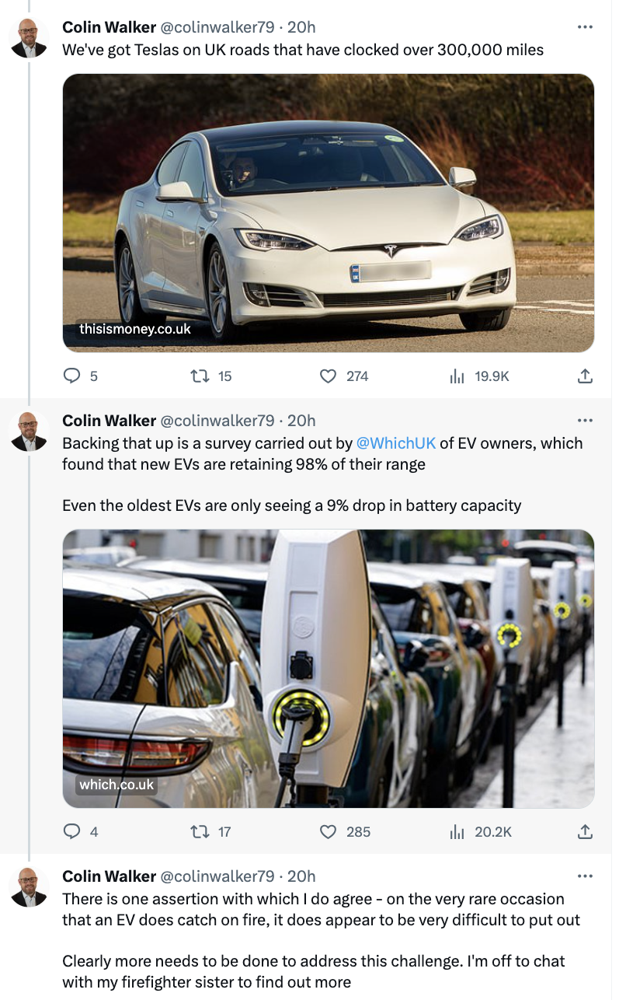 Colin Walker @colinwalker79 · 20h
We've got Teslas on UK roads that have clocked over 300,000 miles
thisismoney.co.uk
5 15 274 19.9K
Colin Walker @colinwalker79 · 20h
Backing that up is a survey carried out by @WhichUK of EV owners, which
found that new EVs are retaining 98% of their range
Even the oldest EVs are only seeing a 9% drop in battery capacity
which.co.uk
4 17 285 20.2K
Colin Walker @colinwalker79 · 20h
There is one assertion with which I do agree - on the very rare occasion
that an EV does catch on fire, it does appear to be very difficult to put out
Clearly more needs to be done to address this challenge. I'm off to chat
with my firefighter sister to find out more